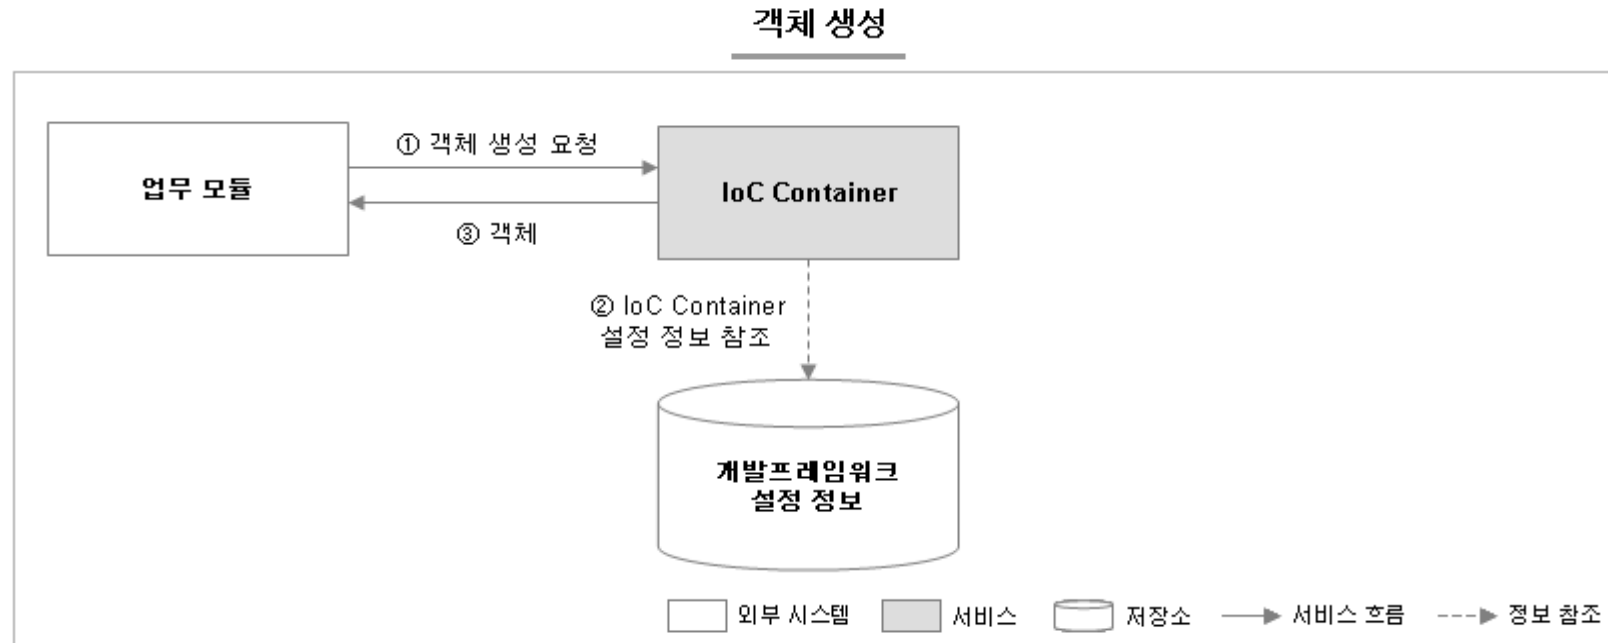 객체 생성
① 객체 생성 요청
업무 모듈
IoC Container
③ 객체
② IoC Container
설정 정보 참조
개발프레임워크
설정 정보
외부 시스템
서비스
저장소
서비스 흐름
정보 참조